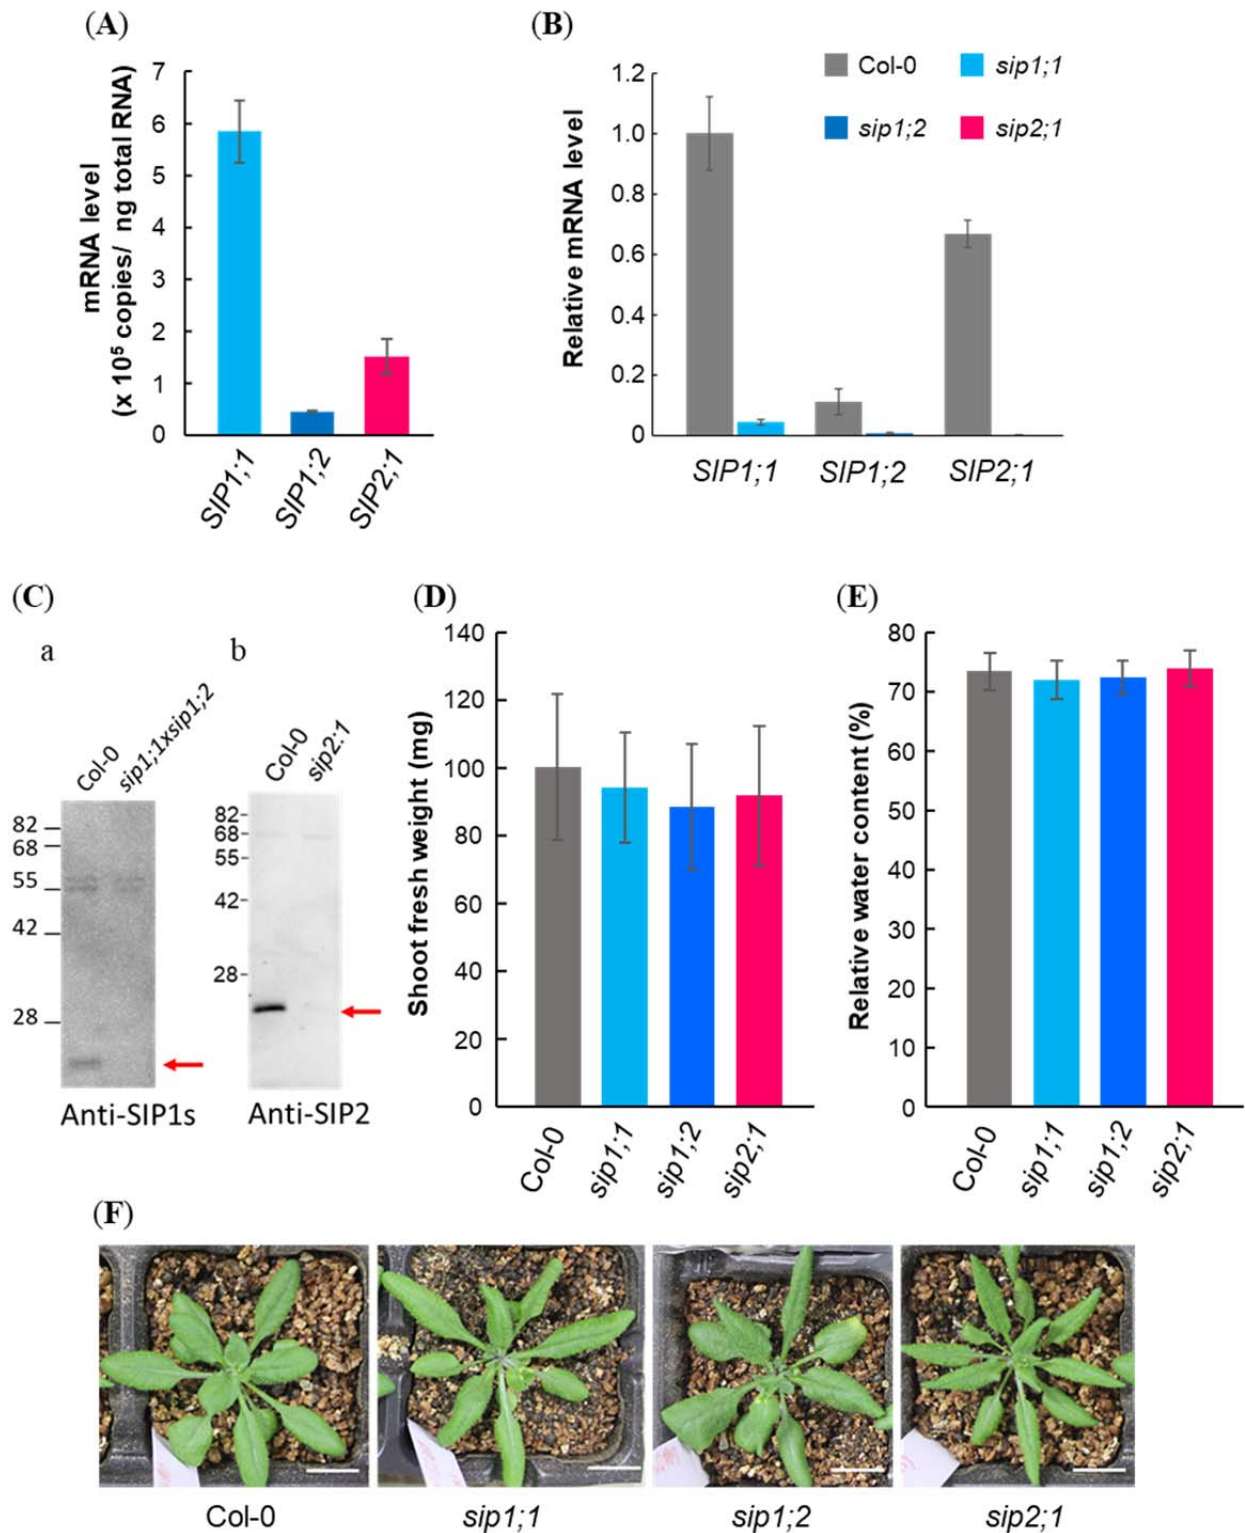 (A)
mRNA level
(x 10⁵ copies/ ng total RNA)
7
6
5
4
3
2
1
0
SIP1;1
SIP1;2
SIP2;1
(B)
Col-0
sip1;1
sip1;2
sip2;1
Relative mRNA level
1.2
1.0
0.8
0.6
0.4
0.2
0
SIP1;1
SIP1;2
SIP2;1
(C)
a
Col-0
sip1;1xsip1;2
82
68
55
42
28
Anti-SIP1s
b
Col-0
sip2:1
82-
68-
55-
42-
28-
Anti-SIP2
(D)
Shoot fresh weight (mg)
140
120
100
80
60
40
20
0
Col-0
sip1;1
sip1;2
sip2;1
(E)
Relative water content (%)
80
70
60
50
40
30
20
10
0
Col-0
sip1;1
sip1;2
sip2;1
(F)
Col-0
sip1;1
sip1;2
sip2;1